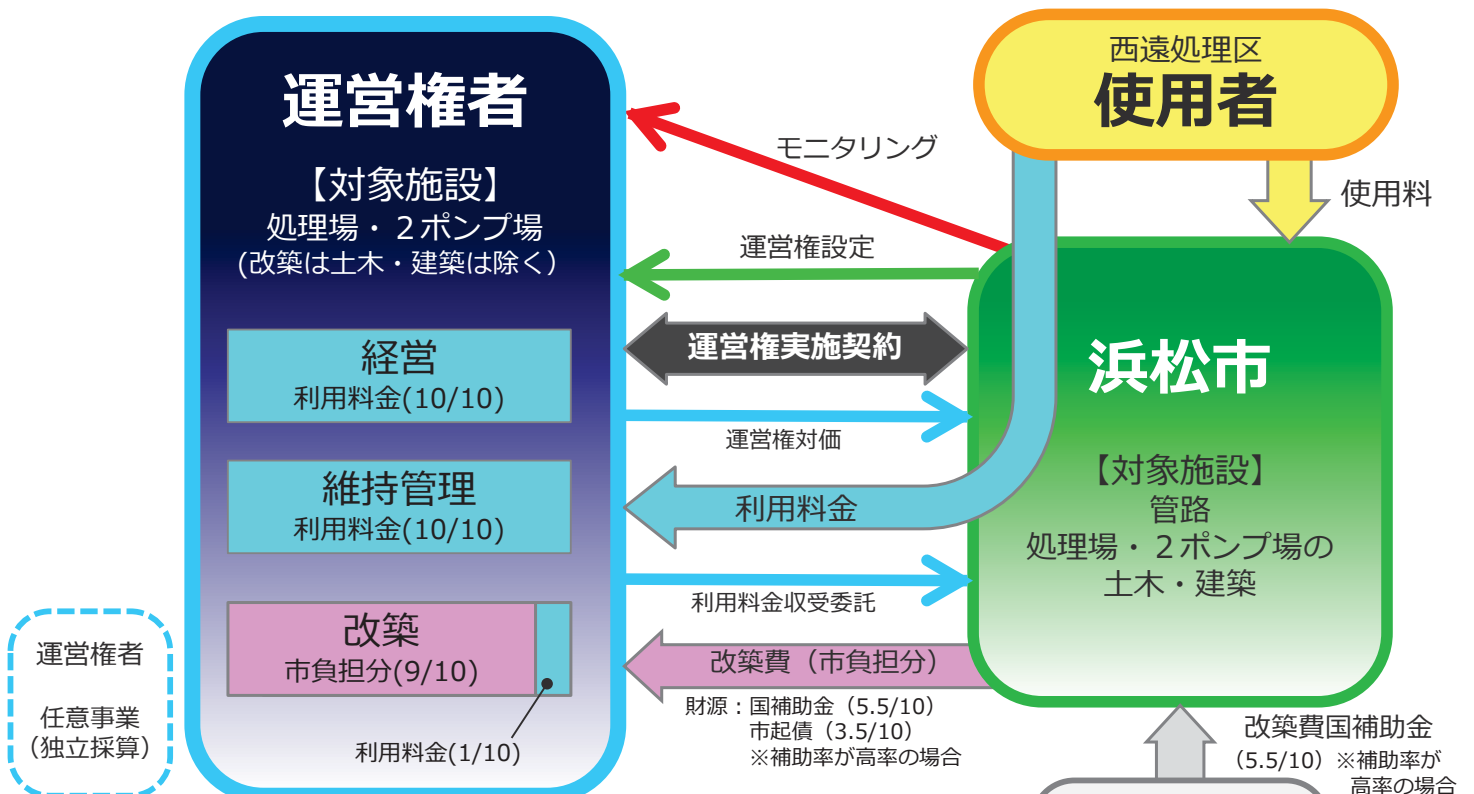 運営権者
【対象施設】
処理場・２ポンプ場
(改築は土木・建築は除く）
経営
利用料金(10/10)
維持管理
利用料金(10/10)
改築
市負担分(9/10)
利用料金(1/10)
運営権者
任意事業
（独立採算）
モニタリング
運営権設定
運営権実施契約
運営権対価
利用料金
利用料金収受委託
改築費（市負担分）
財源：国補助金（5.5/10）
市起債（3.5/10）
※補助率が高率の場合
西遠処理区
使用者
使用料
浜松市
【対象施設】
管路
処理場・２ポンプ場の
土木・建築
改築費国補助金
（5.5/10）※補助率が
高率の場合